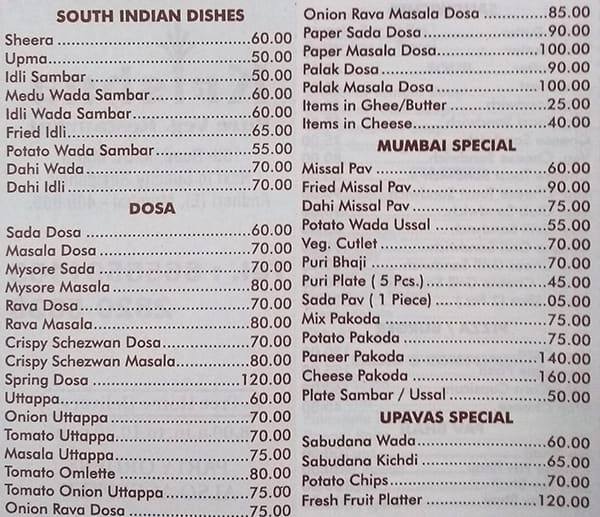 SOUTH INDIAN DISHES
Sheera ........ 60.00
Upma ........ 50.00
Idli Sambar ........ 50.00
Medu Wada Sambar ........ 60.00
Idli Wada Sambar ........ 60.00
Fried Idli ........ 65.00
Potato Wada Sambar ........ 55.00
Dahi Wada ........ 70.00
Dahi Idli ........ 70.00
DOSA
Sada Dosa ........ 60.00
Masala Dosa ........ 70.00
Mysore Sada ........ 70.00
Mysore Masala ........ 80.00
Rava Dosa ........ 70.00
Rava Masala ........ 80.00
Crispy Schezwan Dosa ........ 70.00
Crispy Schezwan Masala ........ 80.00
Spring Dosa ........ 120.00
Uttappa ........ 60.00
Onion Uttappa ........ 70.00
Tomato Uttappa ........ 70.00
Masala Uttappa ........ 75.00
Tomato Omlette ........ 80.00
Tomato Onion Uttappa ........ 75.00
Onion Rava Dosa ........ 75.00
Onion Rava Masala Dosa ........ 85.00
Paper Sada Dosa ........ 90.00
Paper Masala Dosa ........ 100.00
Palak Dosa ........ 90.00
Palak Masala Dosa ........ 100.00
Items in Ghee/Butter ........ 25.00
Items in Cheese ........ 40.00
MUMBAI SPECIAL
Missal Pav ........ 60.00
Fried Missal Pav ........ 90.00
Dahi Missal Pav ........ 75.00
Potato Wada Ussal ........ 55.00
Veg. Cutlet ........ 70.00
Puri Bhaji ........ 70.00
Puri Plate ( 5 Pcs.) ........ 45.00
Sada Pav ( 1 Piece) ........ 05.00
Mix Pakoda ........ 75.00
Potato Pakoda ........ 75.00
Paneer Pakoda ........ 140.00
Cheese Pakoda ........ 160.00
Plate Sambar / Ussal ........ 50.00
UPAVAS SPECIAL
Sabudana Wada ........ 60.00
Sabudana Kichdi ........ 65.00
Potato Chips ........ 70.00
Fresh Fruit Platter ........ 120.00